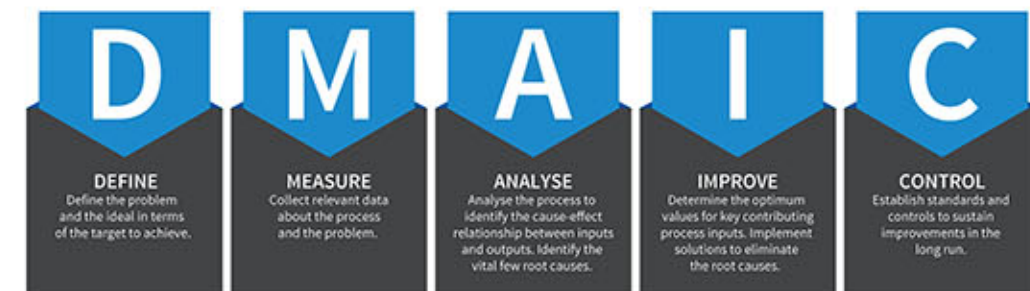 D
DEFINE
Define the problem
and the ideal in terms
of the target to achieve.
M
MEASURE
Collect relevant data
about the process
and the problem.
A
ANALYSE
Analyse the process to
identify the cause-effect
relationship between inputs
and outputs. Identify the
vital few root causes.
I
IMPROVE
Determine the optimum
values for key contributing
process inputs. Implement
solutions to eliminate
the root causes.
C
CONTROL
Establish standards and
controls to sustain
improvements in the
long run.